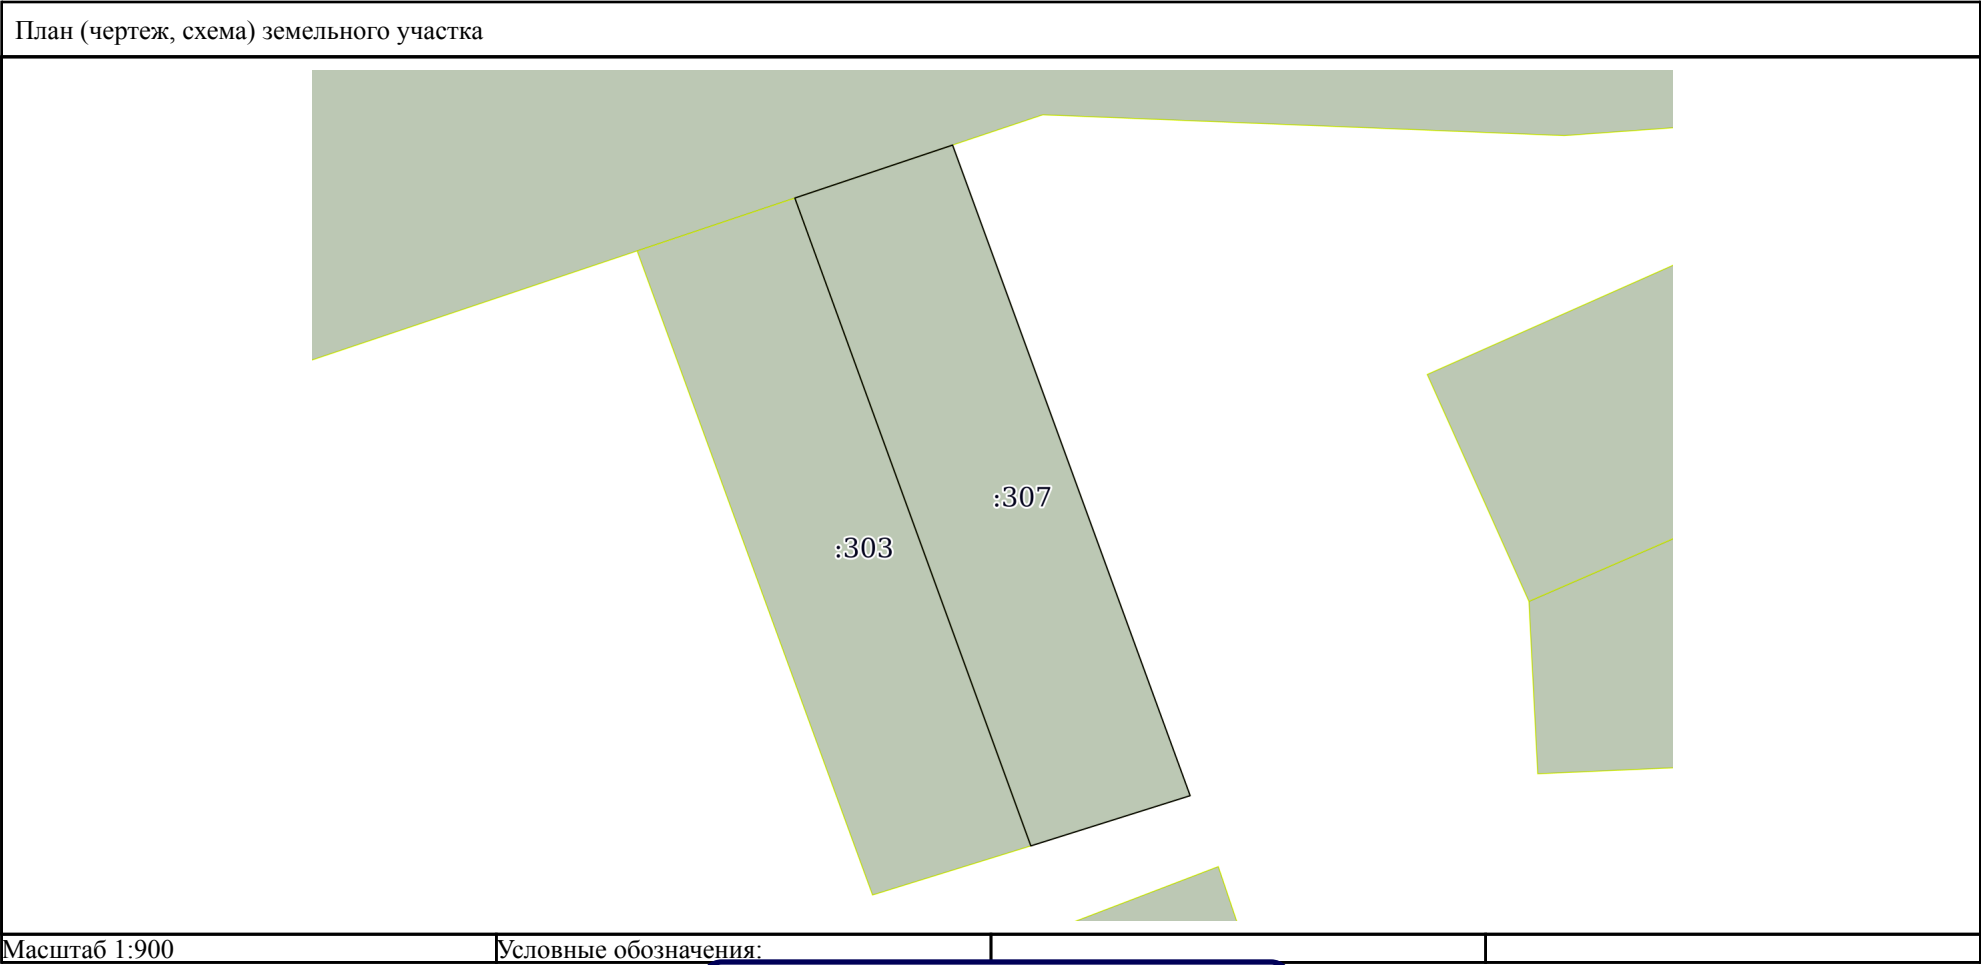 План (чертеж, схема) земельного участка
:307
:303
Масштаб 1:900
Условные обозначения: